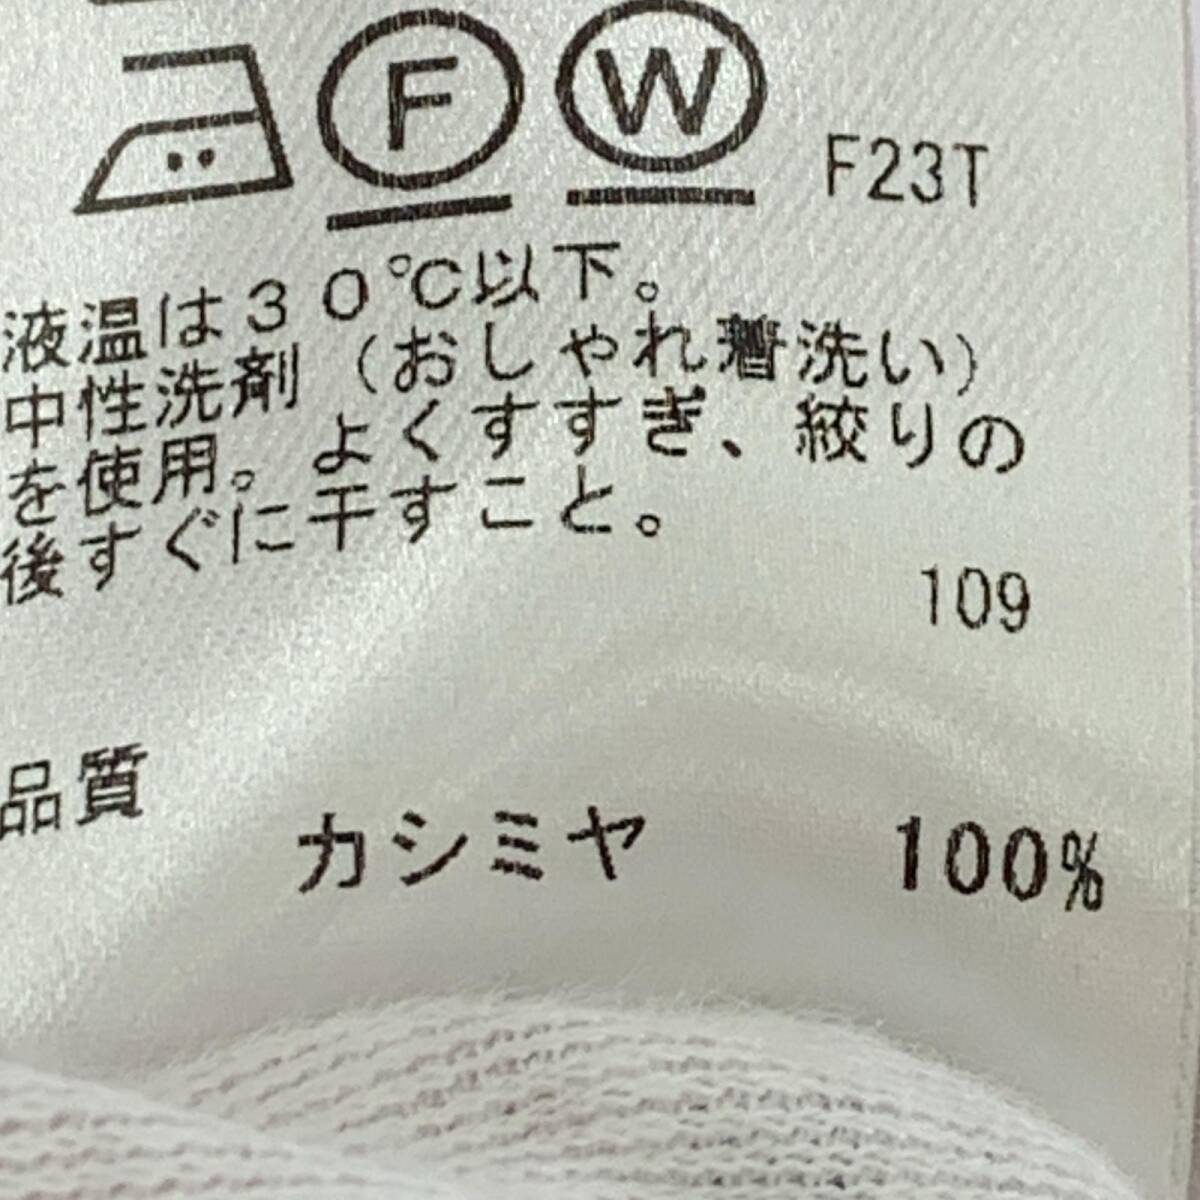 F W F23T
液温は30℃以下。
中性洗剤（おしゃれ着洗い）
を使用。よくすすぎ、絞りの
後すぐに干すこと。
109
品質
カシミヤ 100%